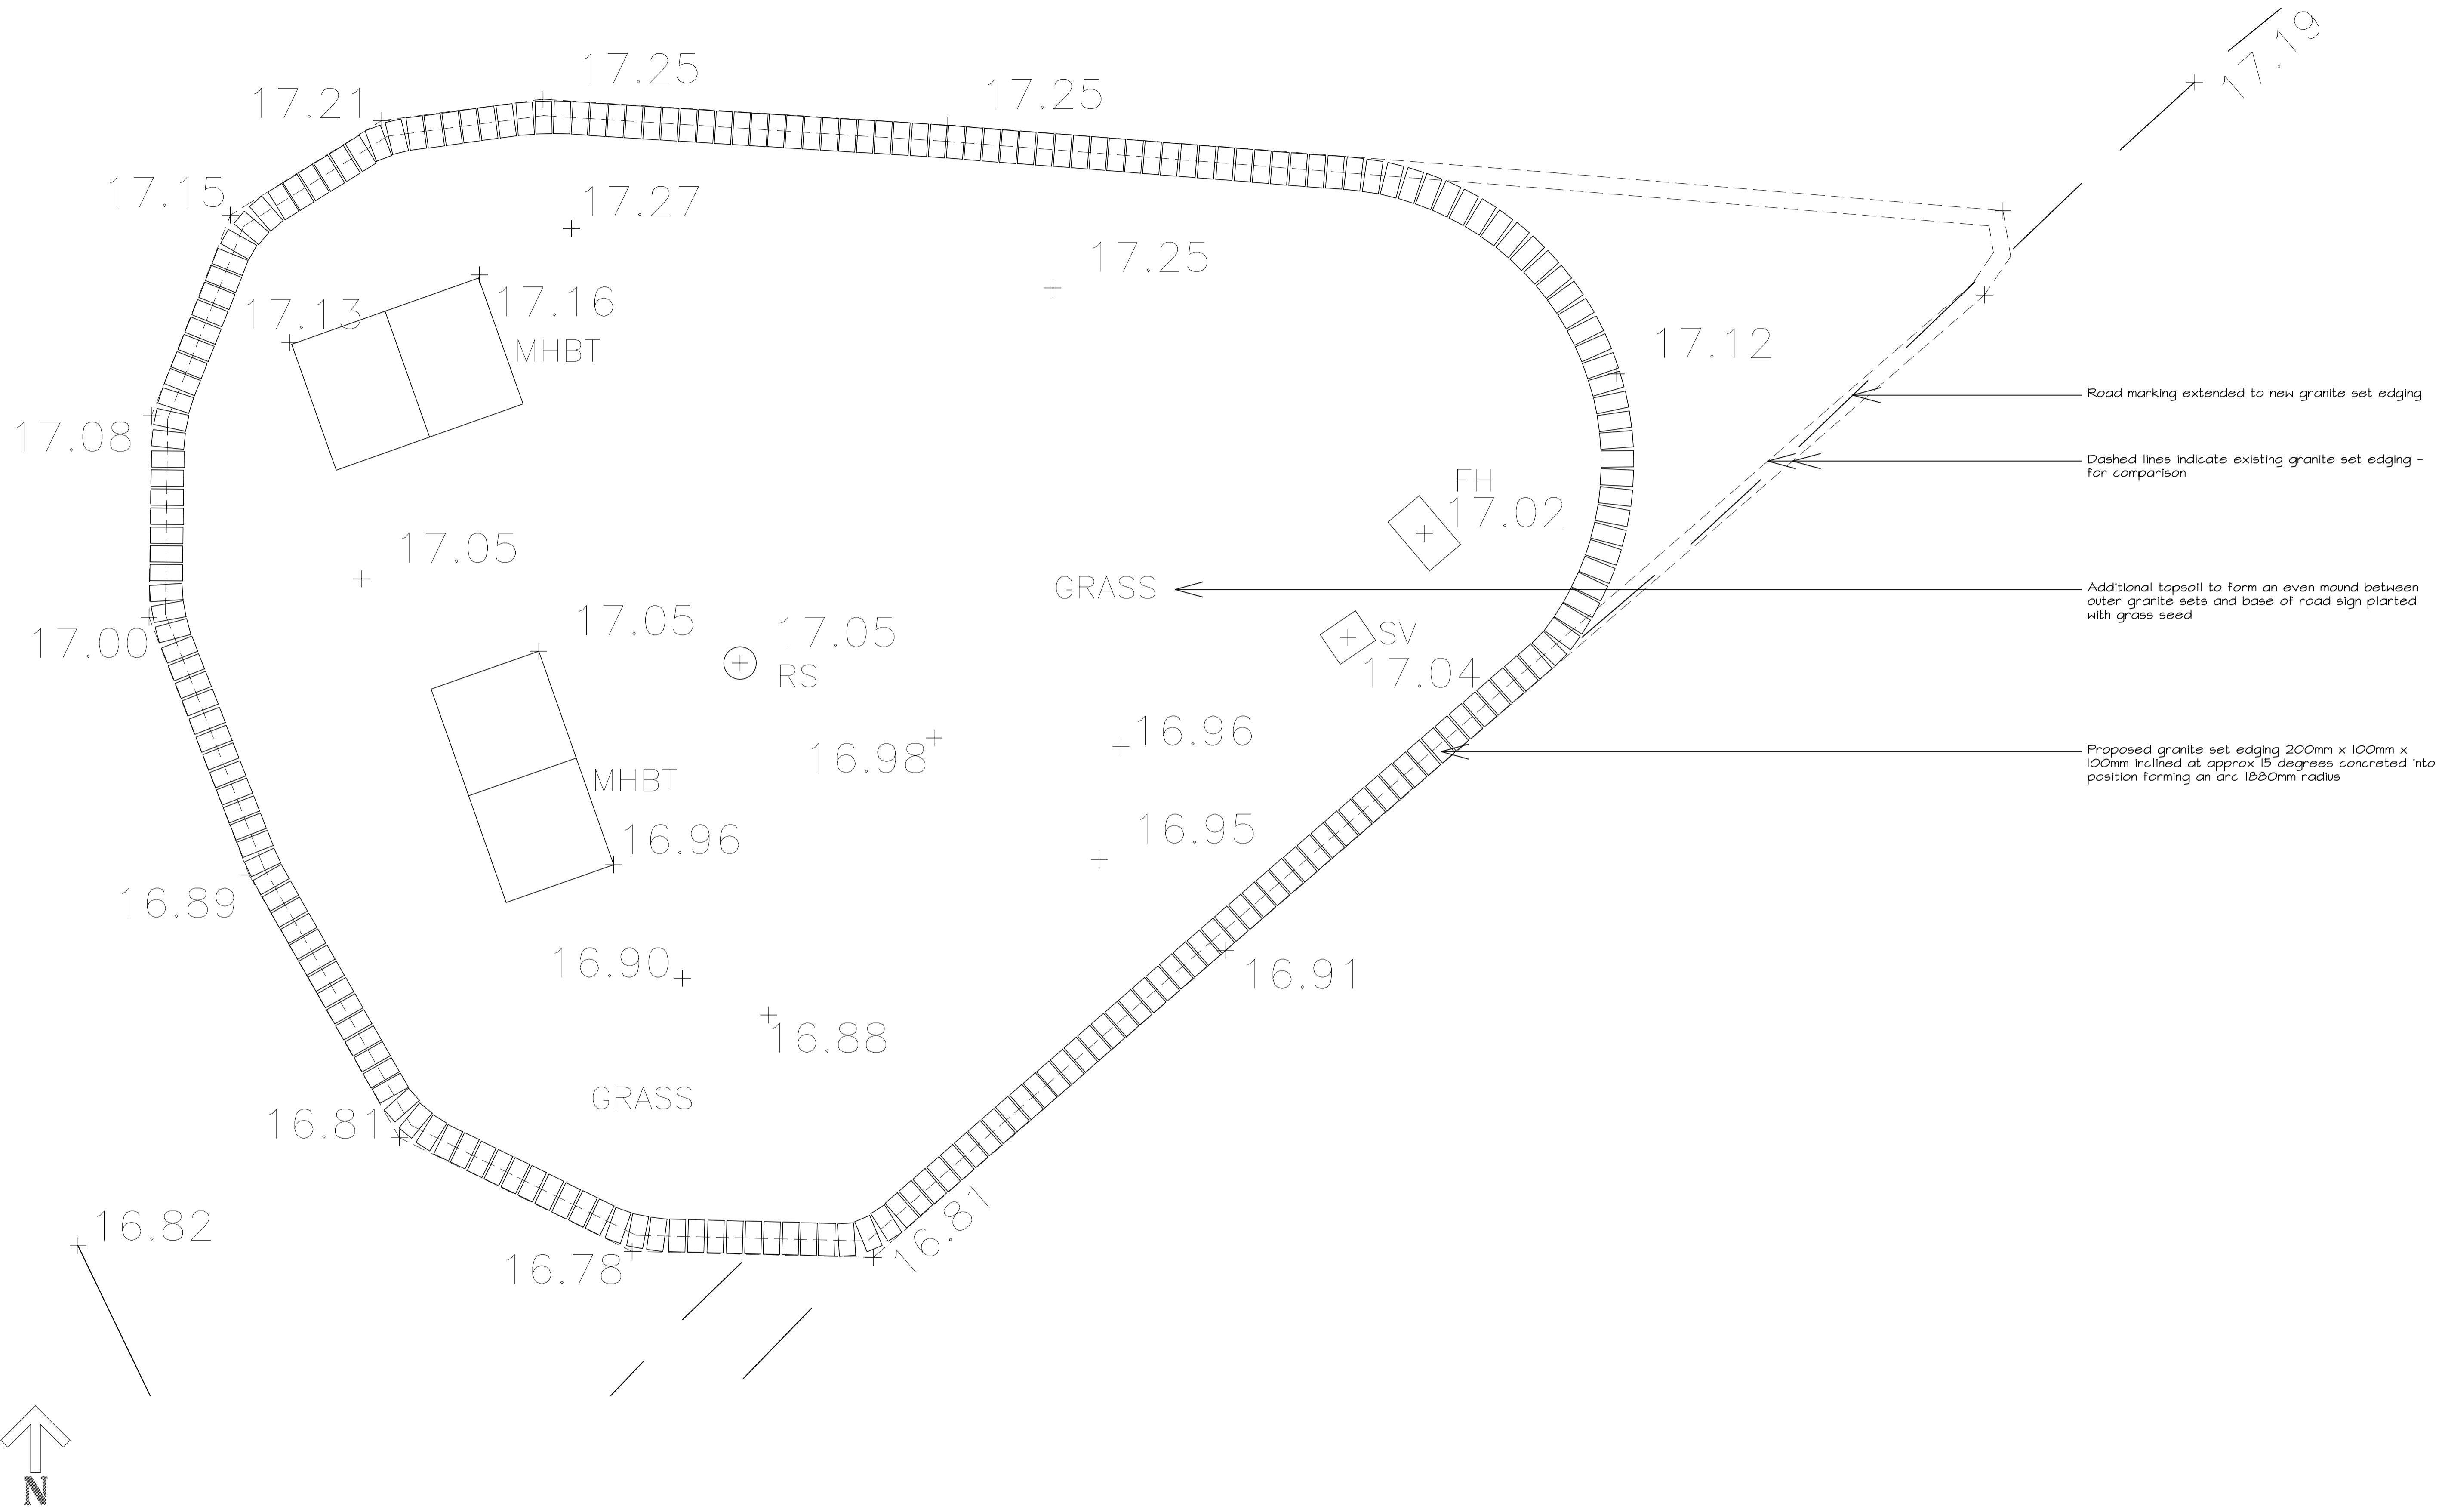 17.19
17.25
17.25
17.21
17.15
17.27
17.25
17.13
17.16
MHBT
17.12
Road marking extended to new granite set edging
17.08
Dashed lines indicate existing granite set edging -
for comparison
FH
17.02
17.05
GRASS
Additional topsoil to form an even mound between
outer granite sets and base of road sign planted
with grass seed
17.05
17.05
RS
SV
17.04
17.00
16.98
16.96
Proposed granite set edging 200mm x 100mm x
100mm inclined at approx 15 degrees concreted into
position forming an arc 1880mm radius
MHBT
16.96
16.95
16.89
16.90
16.91
16.88
GRASS
16.81
16.82
16.78
16.81
N